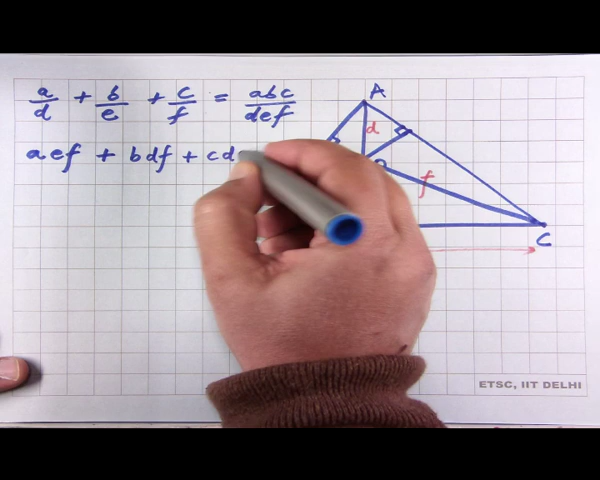 a/d + b/e + c/f = abc/def
aef + bdf + cd
A
d
f
C
ETSC, IIT DELHI